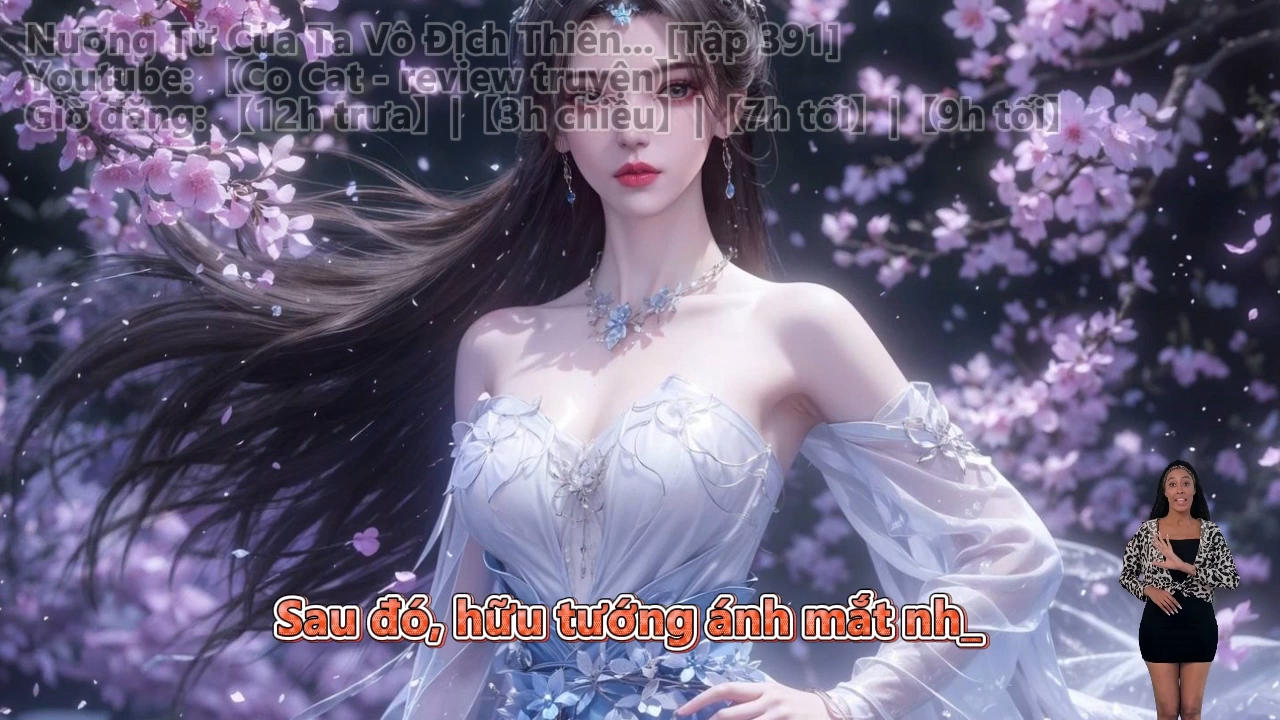 Nương Tử Của Ta Vô Địch Thiên... [Tập 391]
Youtube: 【Cò Cat - review truyện】
Giờ đăng: 【12h trưa】 | 【3h chiều】 | 【7h tối】 | 【9h tối】
Sau đó, hữu tướng ánh mắt nh_